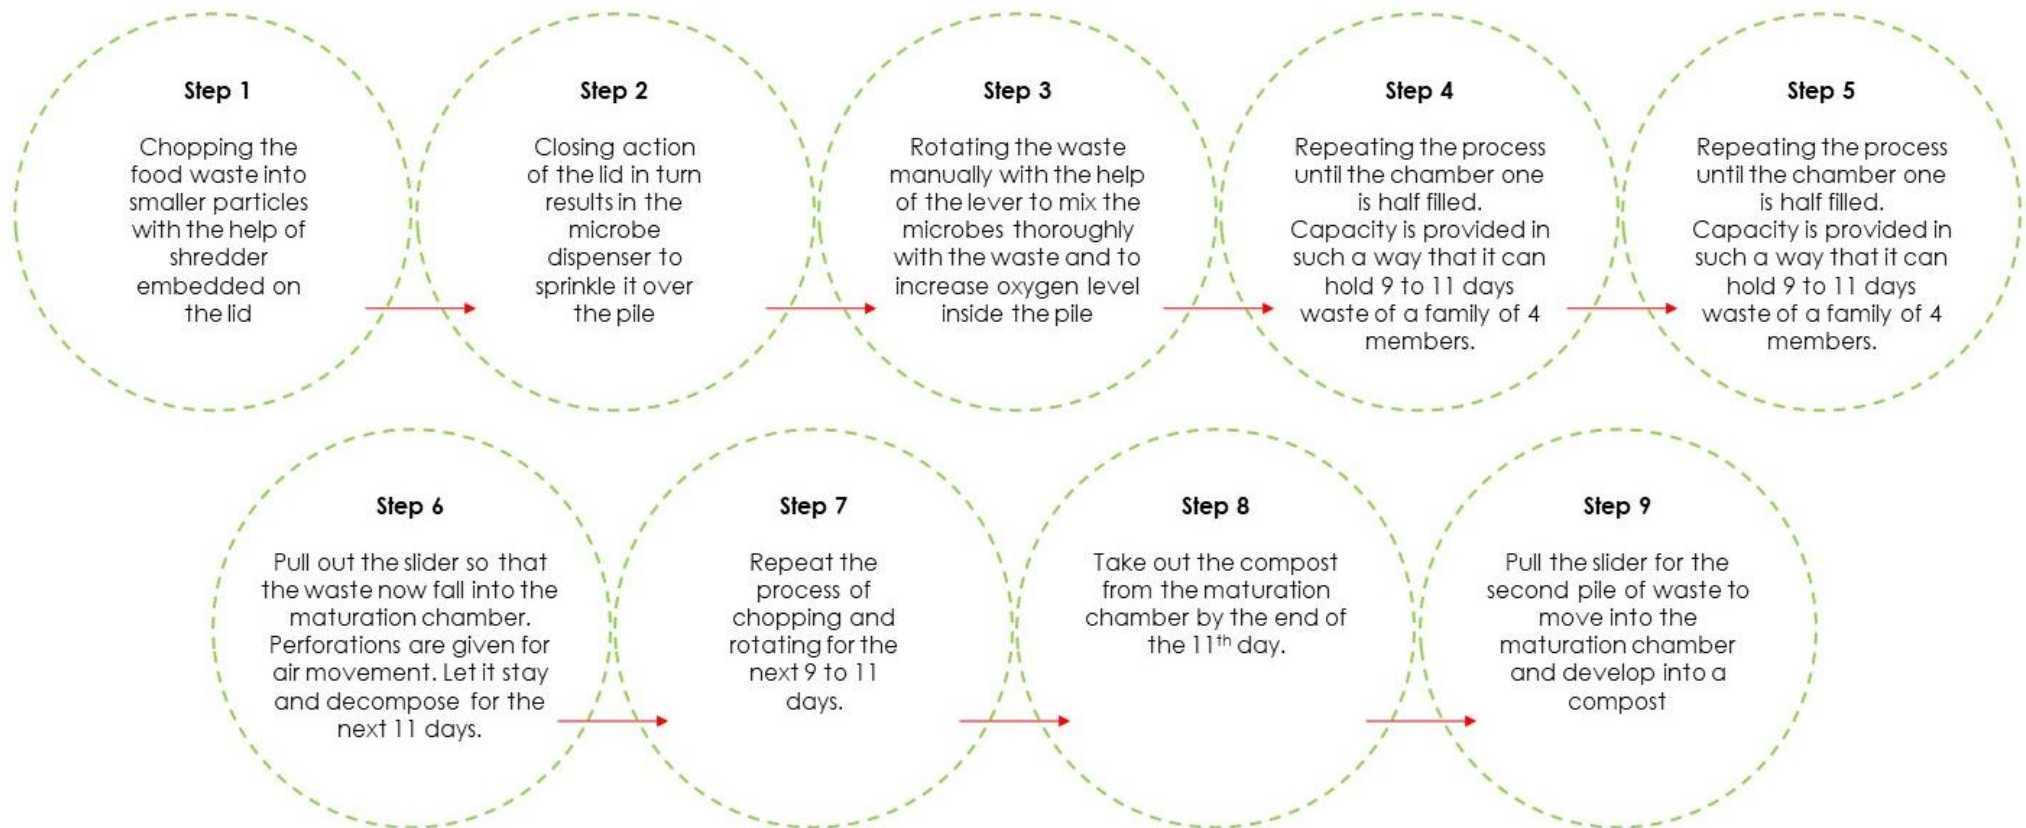 Step 1
Chopping the
food waste into
smaller particles
with the help of
shredder
embedded on
the lid
Step 2
Closing action
of the lid in turn
results in the
microbe
dispenser to
sprinkle it over
the pile
Step 3
Rotating the waste
manually with the help
of the lever to mix the
microbes thoroughly
with the waste and to
increase oxygen level
inside the pile
Step 4
Repeating the process
until the chamber one
is half filled.
Capacity is provided in
such a way that it can
hold 9 to 11 days
waste of a family of 4
members.
Step 5
Repeating the process
until the chamber one
is half filled.
Capacity is provided in
such a way that it can
hold 9 to 11 days
waste of a family of 4
members.
Step 6
Pull out the slider so that
the waste now fall into the
maturation chamber.
Perforations are given for
air movement. Let it stay
and decompose for the
next 11 days.
Step 7
Repeat the
process of
chopping and
rotating for the
next 9 to 11
days.
Step 8
Take out the compost
from the maturation
chamber by the end of
the 11th day.
Step 9
Pull the slider for the
second pile of waste to
move into the
maturation chamber
and develop into a
compost